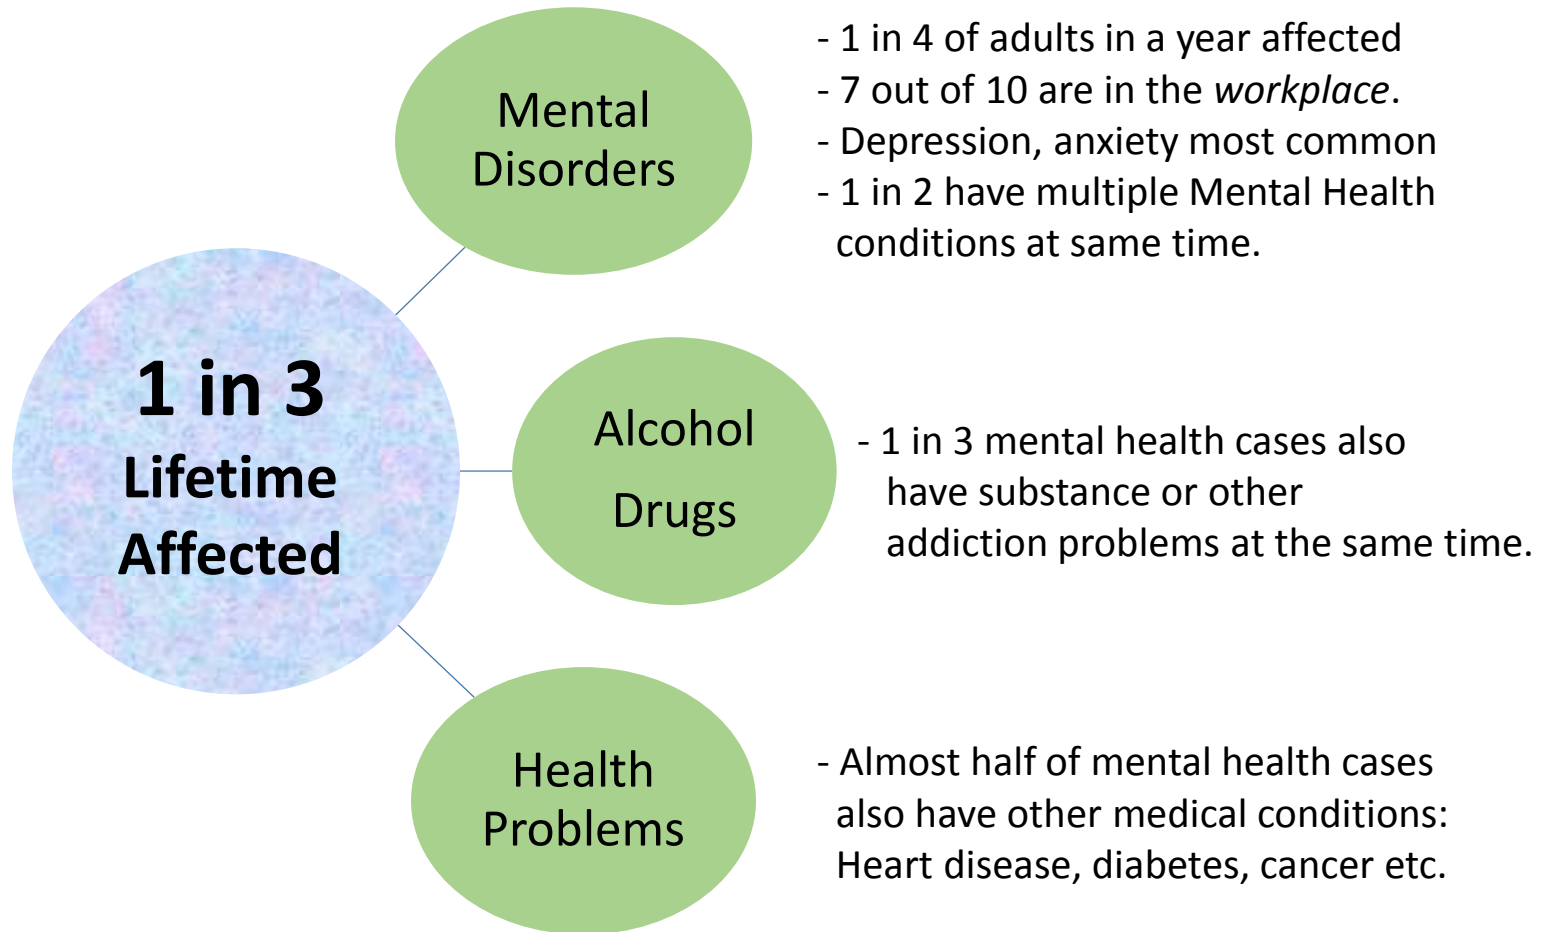 1 in 3
Lifetime
Affected
Mental
Disorders
- 1 in 4 of adults in a year affected
- 7 out of 10 are in the workplace.
- Depression, anxiety most common
- 1 in 2 have multiple Mental Health
conditions at same time.
Alcohol
Drugs
- 1 in 3 mental health cases also
have substance or other
addiction problems at the same time.
Health
Problems
- Almost half of mental health cases
also have other medical conditions:
Heart disease, diabetes, cancer etc.